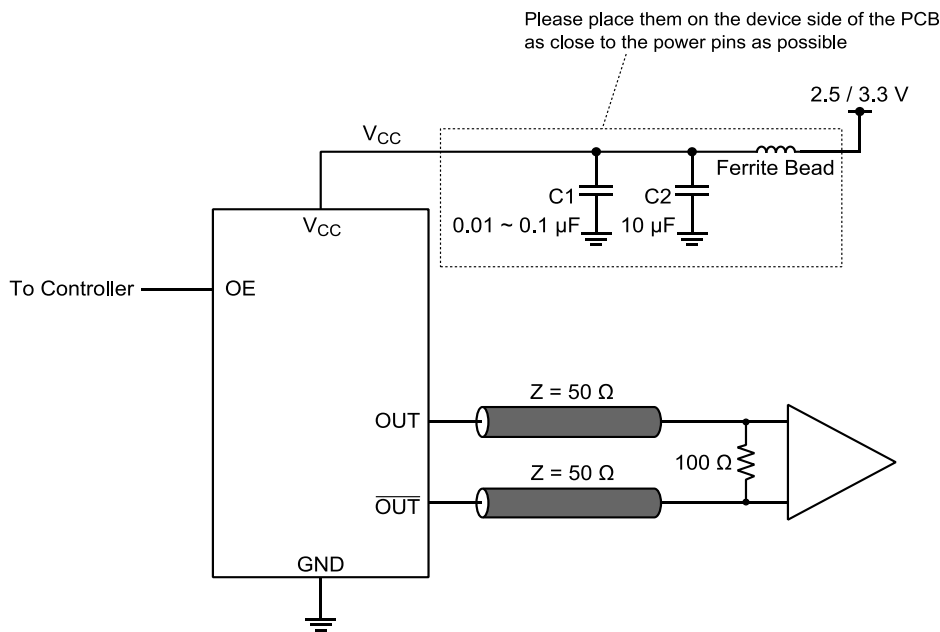 Please place them on the device side of the PCB
as close to the power pins as possible
2.5 / 3.3 V
VCC
Ferrite Bead
C1
C2
0.01 ~ 0.1 µF
10 µF
VCC
To Controller
OE
Z = 50 Ω
OUT
100 Ω
Z = 50 Ω
O̅U̅T̅
GND